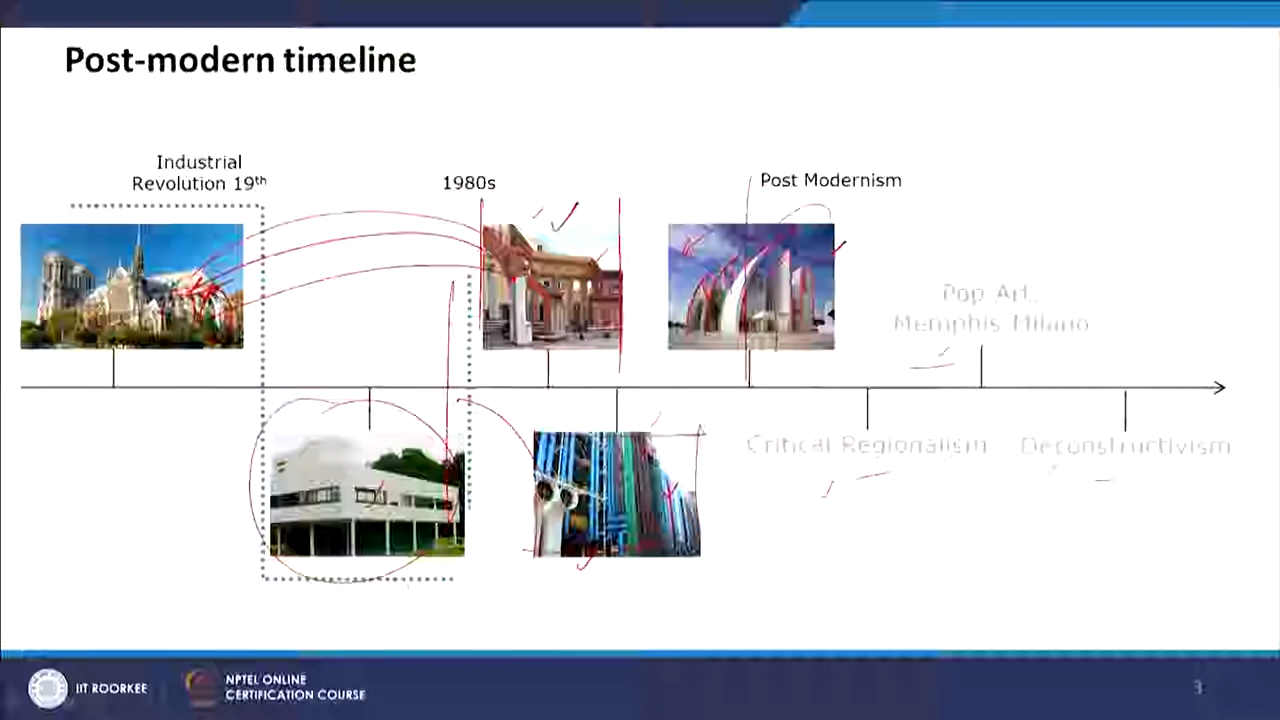 Post-modern timeline
Industrial
Revolution 19th
1980s
Post Modernism
Pop Art,
Memphis Milano
Critical Regionalism
Deconstructivism
IIT ROORKEE
NPTEL ONLINE
CERTIFICATION COURSE
3